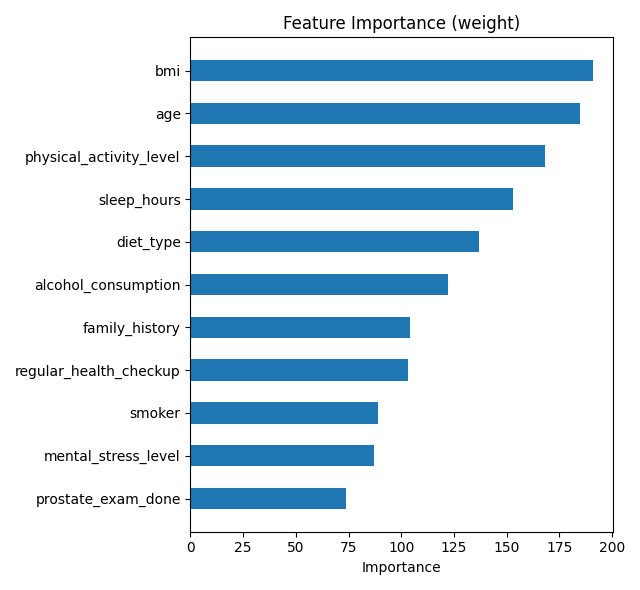 Feature Importance (weight)
bmi
age
physical_activity_level
sleep_hours
diet_type
alcohol_consumption
family_history
regular_health_checkup
smoker
mental_stress_level
prostate_exam_done
0 25 50 75 100 125 150 175 200
Importance